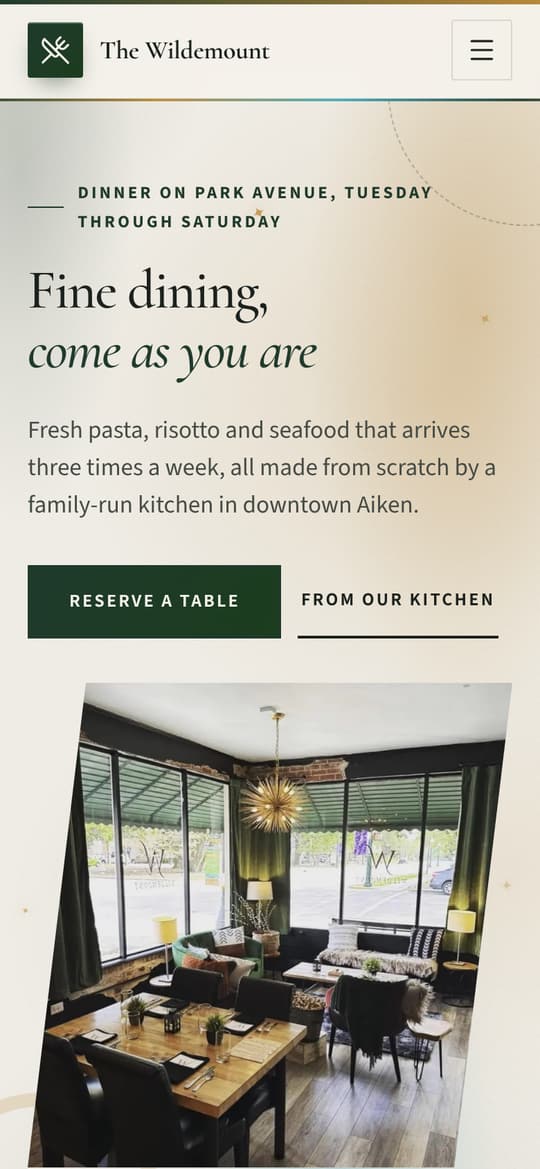 The Wildemount
DINNER ON PARK AVENUE, TUESDAY
THROUGH SATURDAY
Fine dining,
come as you are
Fresh pasta, risotto and seafood that arrives
three times a week, all made from scratch by a
family-run kitchen in downtown Aiken.
RESERVE A TABLE
FROM OUR KITCHEN
W
W